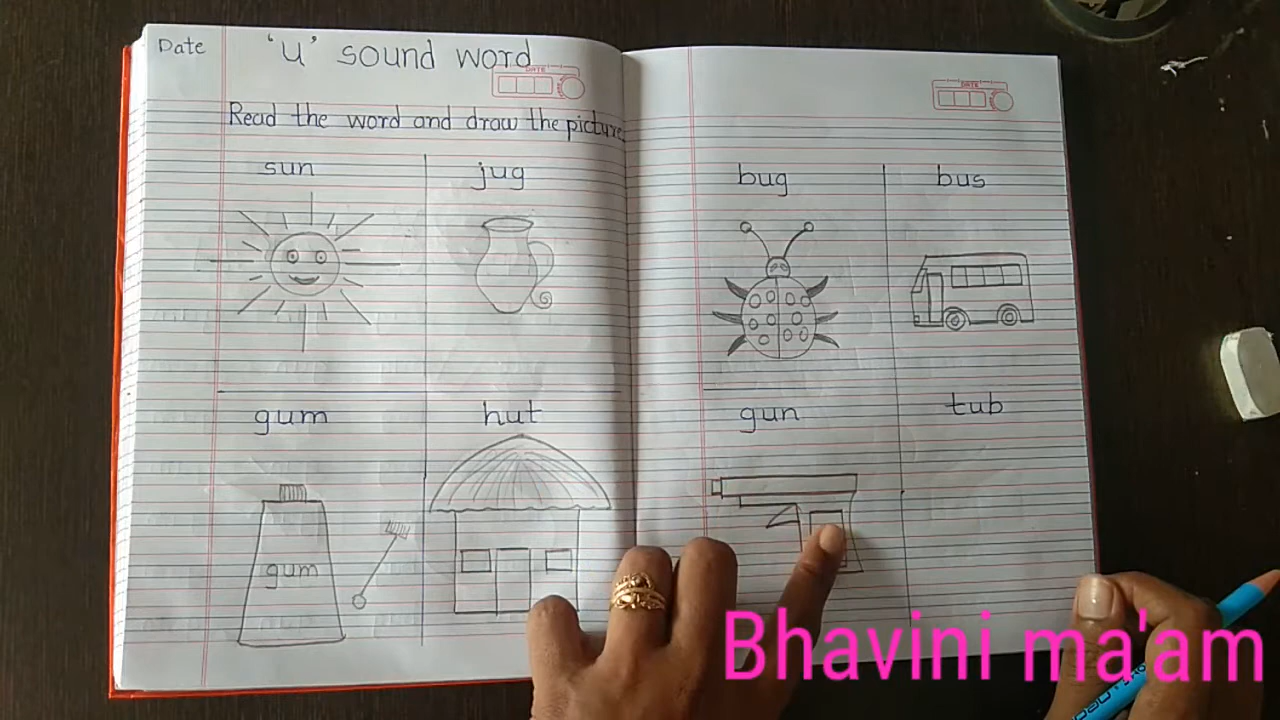 Date
'u' sound word
DATE
Read the word and draw the picture.
sun
jug
gum
hut
gum
DATE
bug
bus
gun
tub
Bhavini ma'am